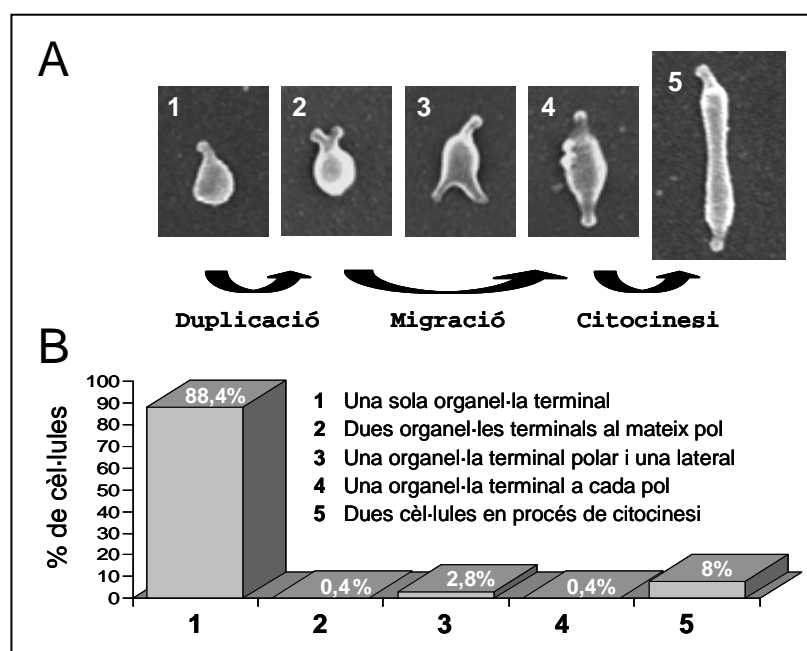 A
1
2
3
4
5
Duplicació
Migració
Citocinesi
B
% de cèl·lules
100
90
80
70
60
50
40
30
20
10
0
88,4%
0,4%
2,8%
0,4%
8%
1 Una sola organel·la terminal
2 Dues organel·les terminals al mateix pol
3 Una organel·la terminal polar i una lateral
4 Una organel·la terminal a cada pol
5 Dues cèl·lules en procés de citocinesi
1 2 3 4 5